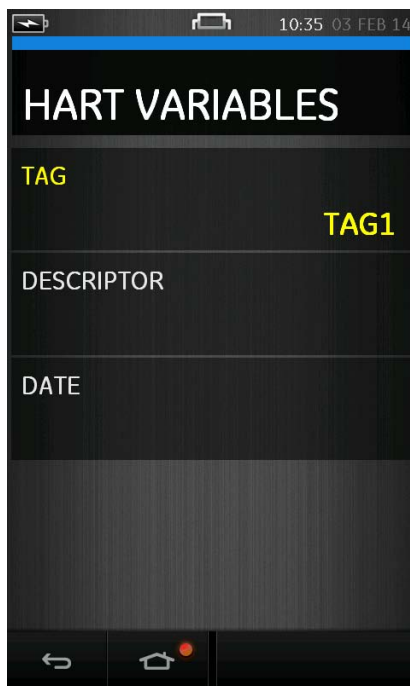 10:35 03 FEB 14
HART VARIABLES
TAG
TAG1
DESCRIPTOR
DATE